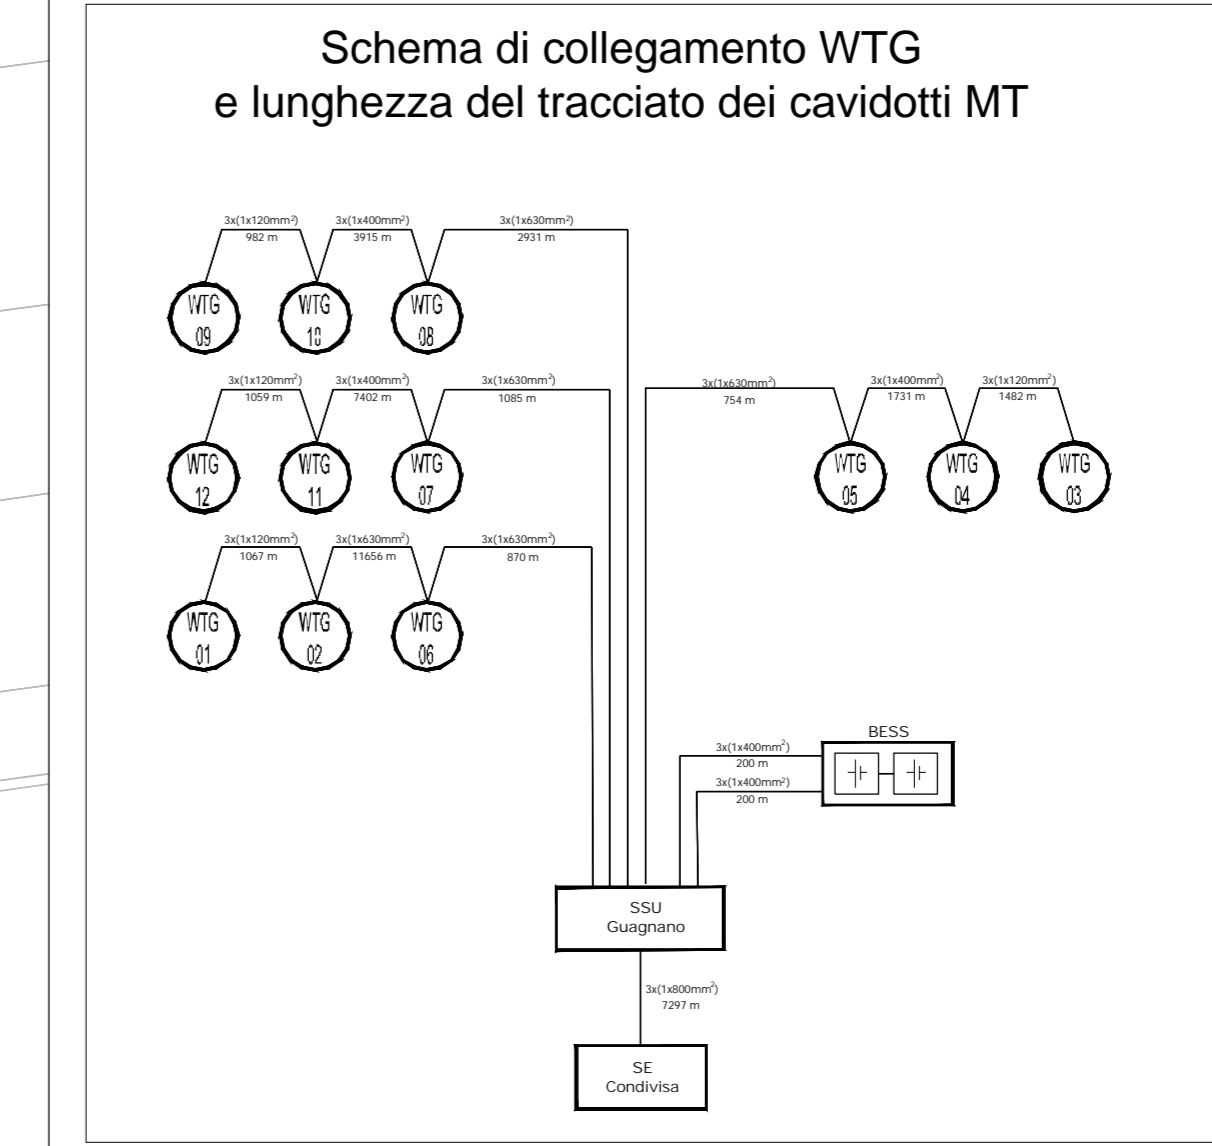 Schema di collegamento WTG
e lunghezza del tracciato dei cavidotti MT
3x(1x120mm²)
982 m
3x(1x400mm²)
3915 m
3x(1x630mm²)
2931 m
WTG
09
WTG
10
WTG
08
3x(1x120mm²)
1059 m
3x(1x400mm²)
7402 m
3x(1x630mm²)
1085 m
WTG
12
WTG
11
WTG
07
3x(1x630mm²)
754 m
3x(1x400mm²)
1731 m
3x(1x120mm²)
1482 m
WTG
05
WTG
04
WTG
03
3x(1x120mm²)
1067 m
3x(1x630mm²)
11656 m
3x(1x630mm²)
870 m
WTG
01
WTG
02
WTG
06
BESS
3x(1x400mm²)
200 m
3x(1x400mm²)
200 m
SSU
Guagnano
3x(1x800mm²)
7297 m
SE
Condivisa